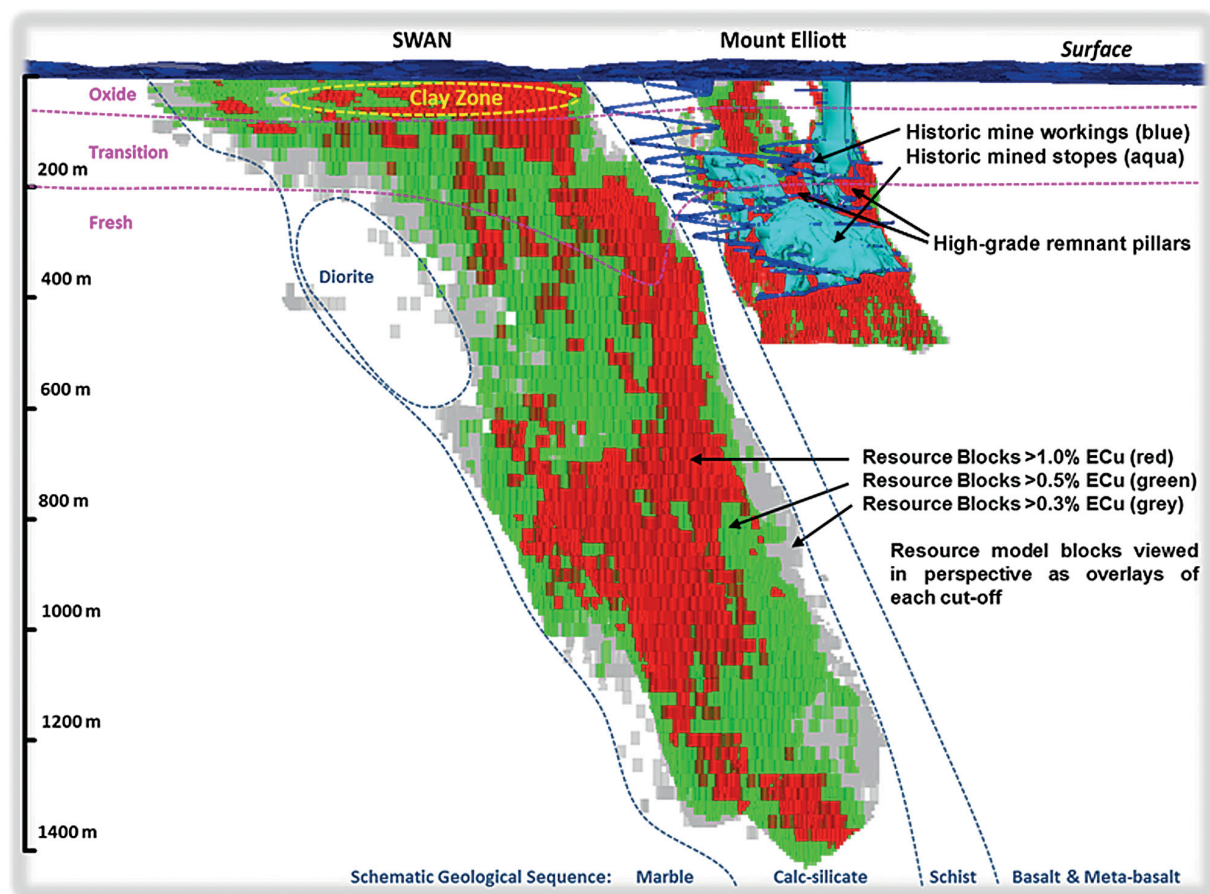 SWAN
Mount Elliott
Surface
Oxide
Clay Zone
Transition
200 m
Fresh
400 m
600 m
800 m
1000 m
1200 m
1400 m
Diorite
Historic mine workings (blue)
Historic mined stopes (aqua)
High-grade remnant pillars
Resource Blocks >1.0% ECu (red)
Resource Blocks >0.5% ECu (green)
Resource Blocks >0.3% ECu (grey)
Resource model blocks viewed
in perspective as overlays of
each cut-off
Schematic Geological Sequence: Marble Calc-silicate Schist Basalt & Meta-basalt